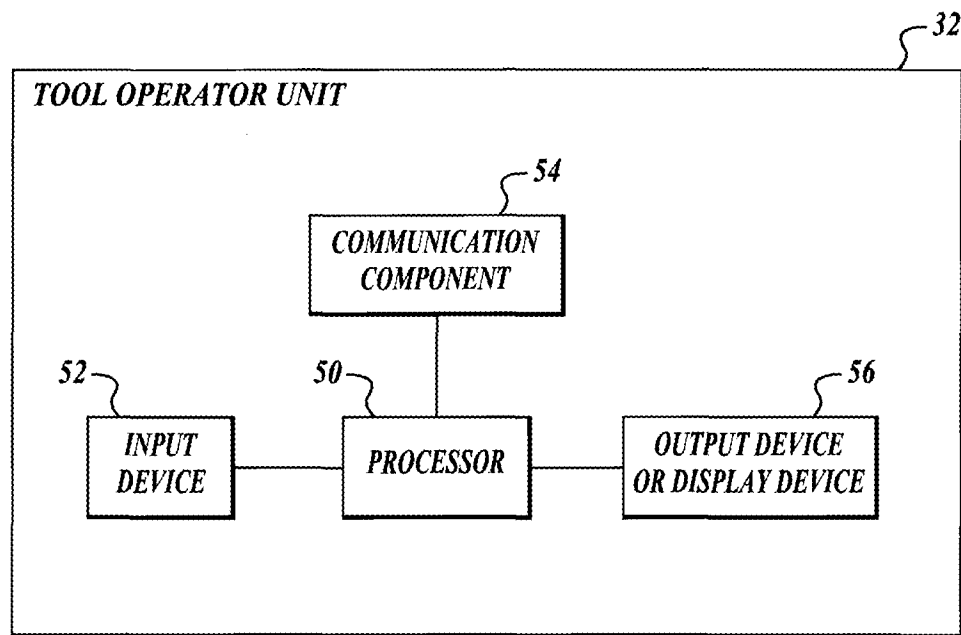 32
TOOL OPERATOR UNIT
54
COMMUNICATION
COMPONENT
52
50
56
INPUT
DEVICE
PROCESSOR
OUTPUT DEVICE
OR DISPLAY DEVICE